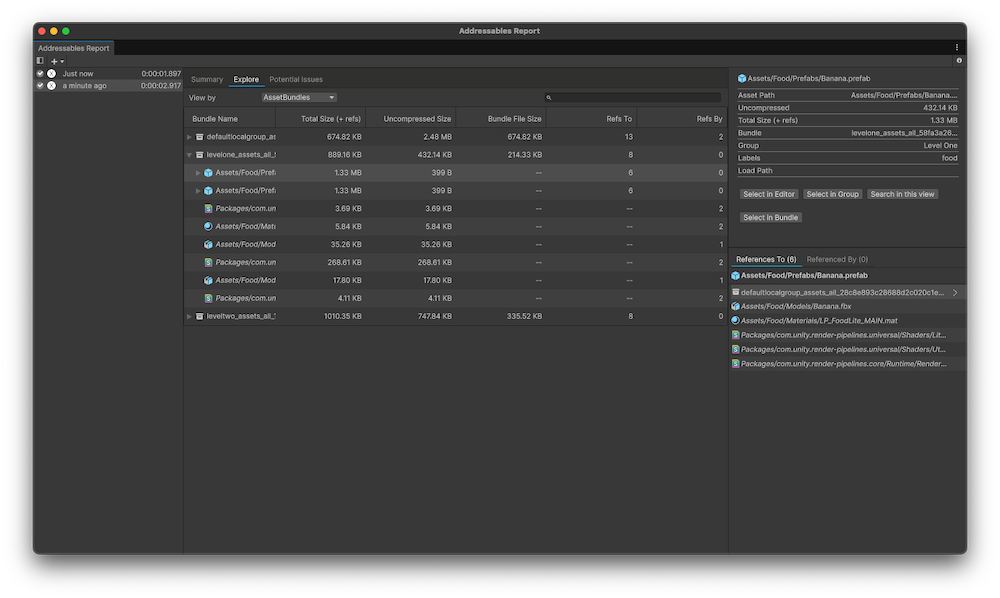 Addressables Report
Addressables Report
Just now 0:00:01.897
a minute ago 0:00:02.917
Summary Explore Potential Issues
View by AssetBundles
Bundle Name Total Size (+ refs) Uncompressed Size Bundle File Size Refs To Refs By
defaultlocalgroup_as 674.82 KB 2.48 MB 674.82 KB 13 2
levelone_assets_all_5 889.16 KB 432.14 KB 214.33 KB 8 0
Assets/Food/Prefa 1.33 MB 399 B -- 6 0
Assets/Food/Prefa 1.33 MB 399 B -- 6 0
Packages/com.un 3.69 KB 3.69 KB -- -- 2
Assets/Food/Mate 5.84 KB 5.84 KB -- -- 2
Assets/Food/Mod 35.26 KB 35.26 KB -- -- 1
Packages/com.un 268.61 KB 268.61 KB -- -- 2
Assets/Food/Mod 17.80 KB 17.80 KB -- -- 1
Packages/com.un 4.11 KB 4.11 KB -- -- 2
leveltwo_assets_all_5 1010.35 KB 747.84 KB 335.52 KB 8 0
Assets/Food/Prefabs/Banana.prefab
Asset Path Assets/Food/Prefabs/Banana....
Uncompressed 432.14 KB
Total Size (+ refs) 1.33 MB
Bundle levelone_assets_all_58fa3a26...
Group Level One
Labels food
Load Path
Select in Editor Select in Group Search in this view
Select in Bundle
References To (6) Referenced By (0)
Assets/Food/Prefabs/Banana.prefab
defaultlocalgroup_assets_all_28c8e893c28688d2c020c1e...
Assets/Food/Models/Banana.fbx
Assets/Food/Materials/LP_FoodLite_MAIN.mat
Packages/com.unity.render-pipelines.universal/Shaders/Lit...
Packages/com.unity.render-pipelines.universal/Shaders/Ut...
Packages/com.unity.render-pipelines.core/Runtime/Render...